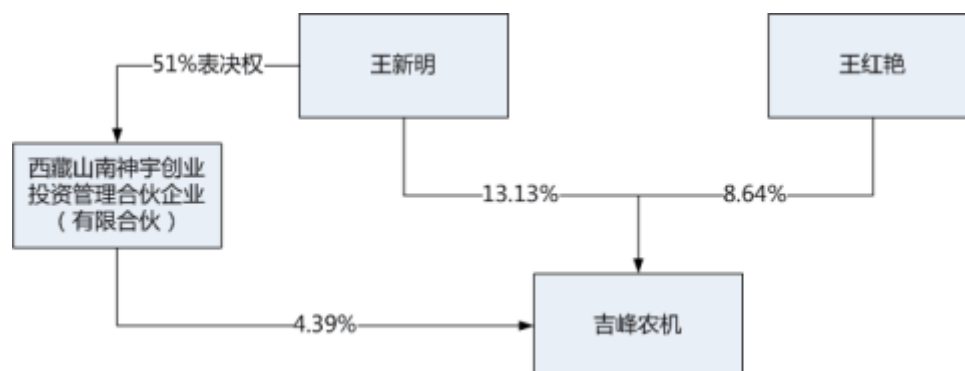 51%表决权
王新明
王红艳
西藏山南神宇创业
投资管理合伙企业
（有限合伙）
13.13%
8.64%
4.39%
吉峰农机